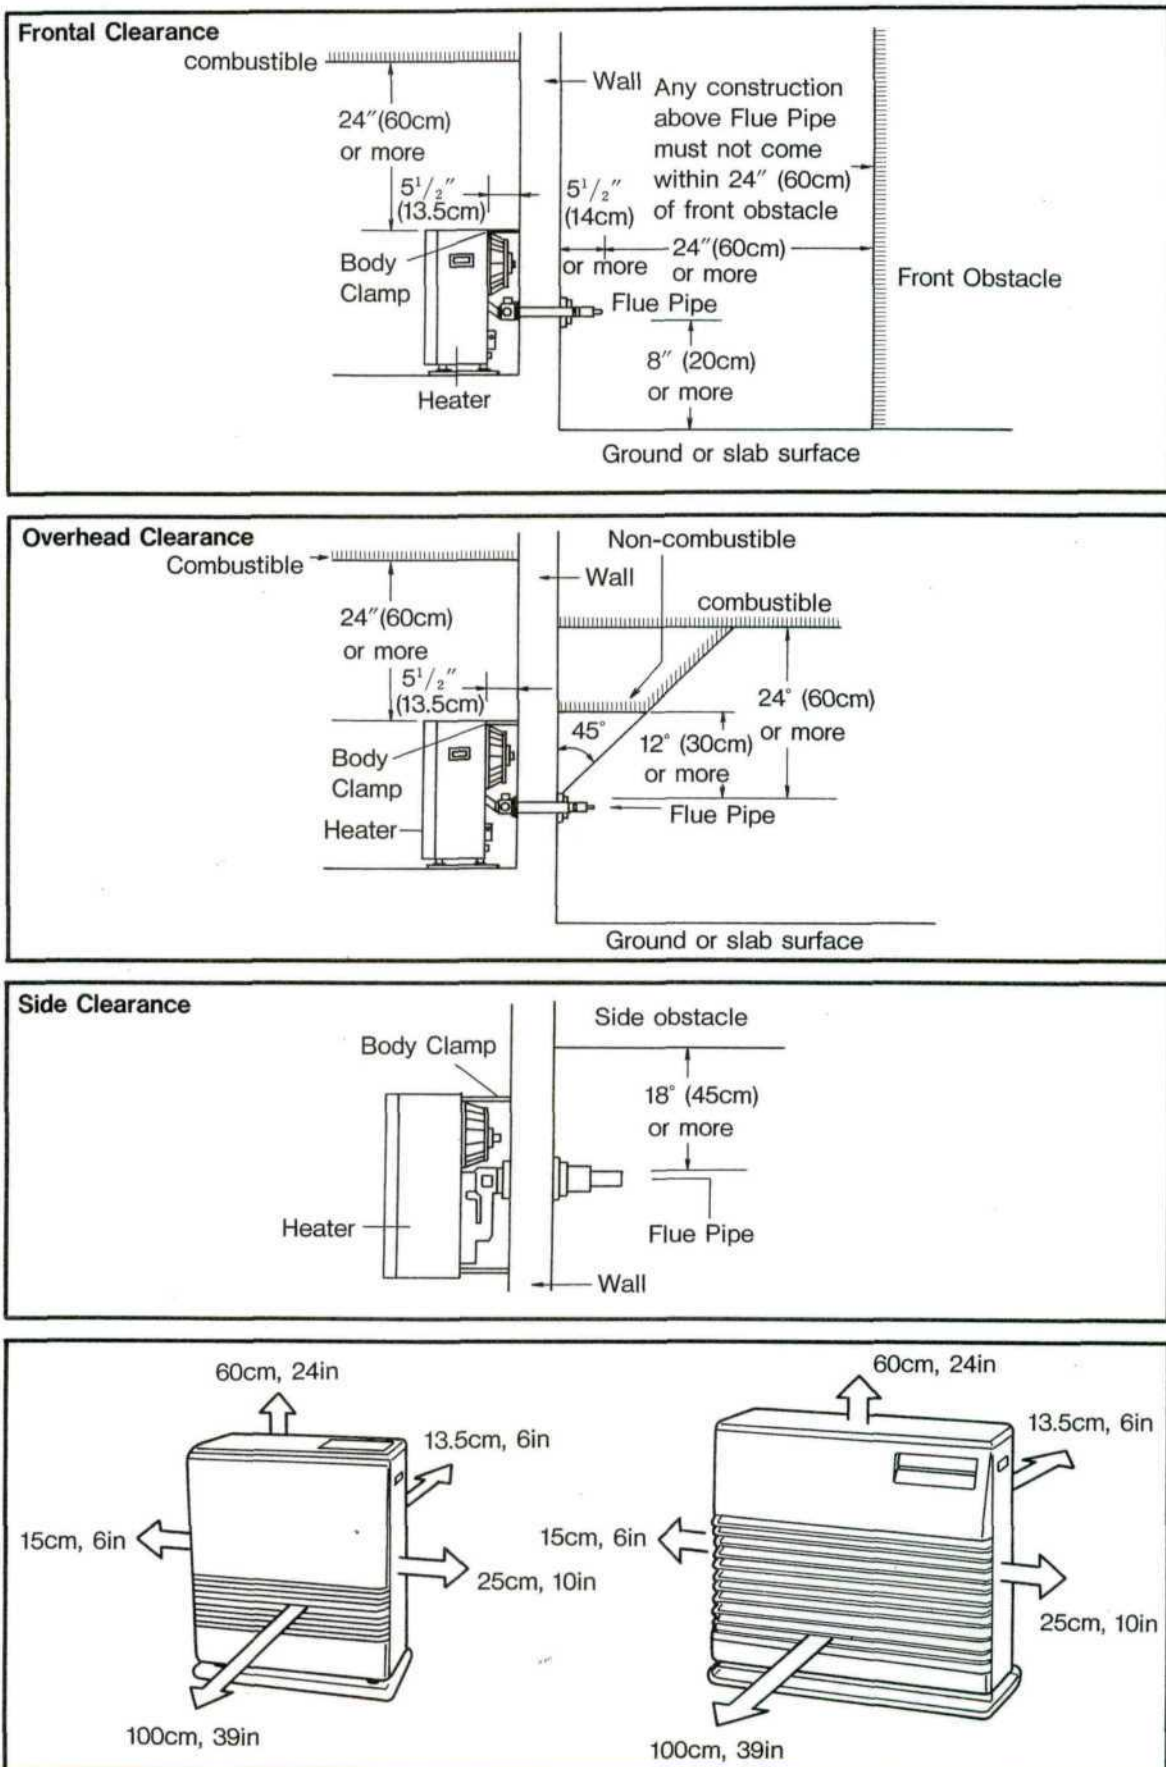 Frontal Clearance
combustible
24″(60cm)
or more
5 1/2″
(13.5cm)
Body
Clamp
Heater
Wall
Any construction
above Flue Pipe
must not come
within 24″ (60cm)
of front obstacle
5 1/2″
(14cm)
or more
24″(60cm)
or more
Front Obstacle
Flue Pipe
8″ (20cm)
or more
Ground or slab surface
Overhead Clearance
Combustible
24″(60cm)
or more
5 1/2″
(13.5cm)
Body
Clamp
Heater
Non-combustible
Wall
combustible
45°
24° (60cm)
or more
12° (30cm)
or more
Flue Pipe
Ground or slab surface
Side Clearance
Side obstacle
Body Clamp
18° (45cm)
or more
Heater
Flue Pipe
Wall
60cm, 24in
13.5cm, 6in
15cm, 6in
25cm, 10in
100cm, 39in
60cm, 24in
13.5cm, 6in
15cm, 6in
25cm, 10in
100cm, 39in